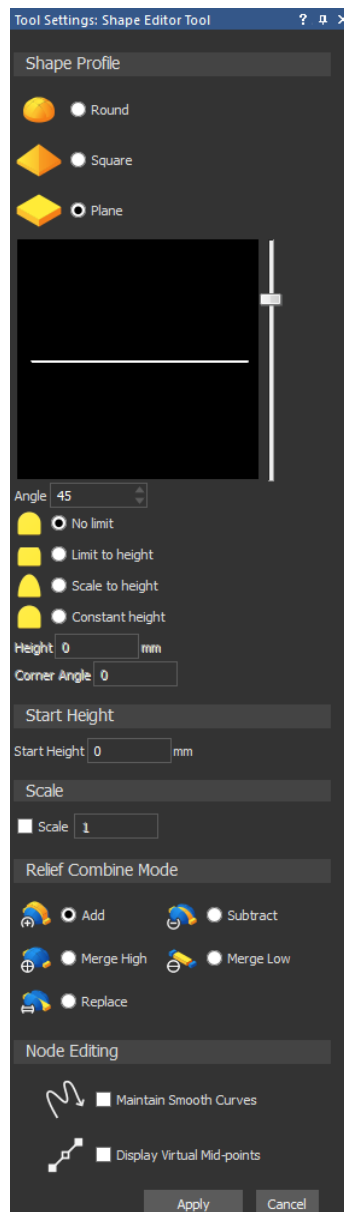 Tool Settings: Shape Editor Tool ?
Shape Profile
Round
Square
Plane
Angle 45
No limit
Limit to height
Scale to height
Constant height
Height 0 mm
Corner Angle 0
Start Height
Start Height 0 mm
Scale
Scale 1
Relief Combine Mode
Add Subtract
Merge High Merge Low
Replace
Node Editing
Maintain Smooth Curves
Display Virtual Mid-points
Apply Cancel